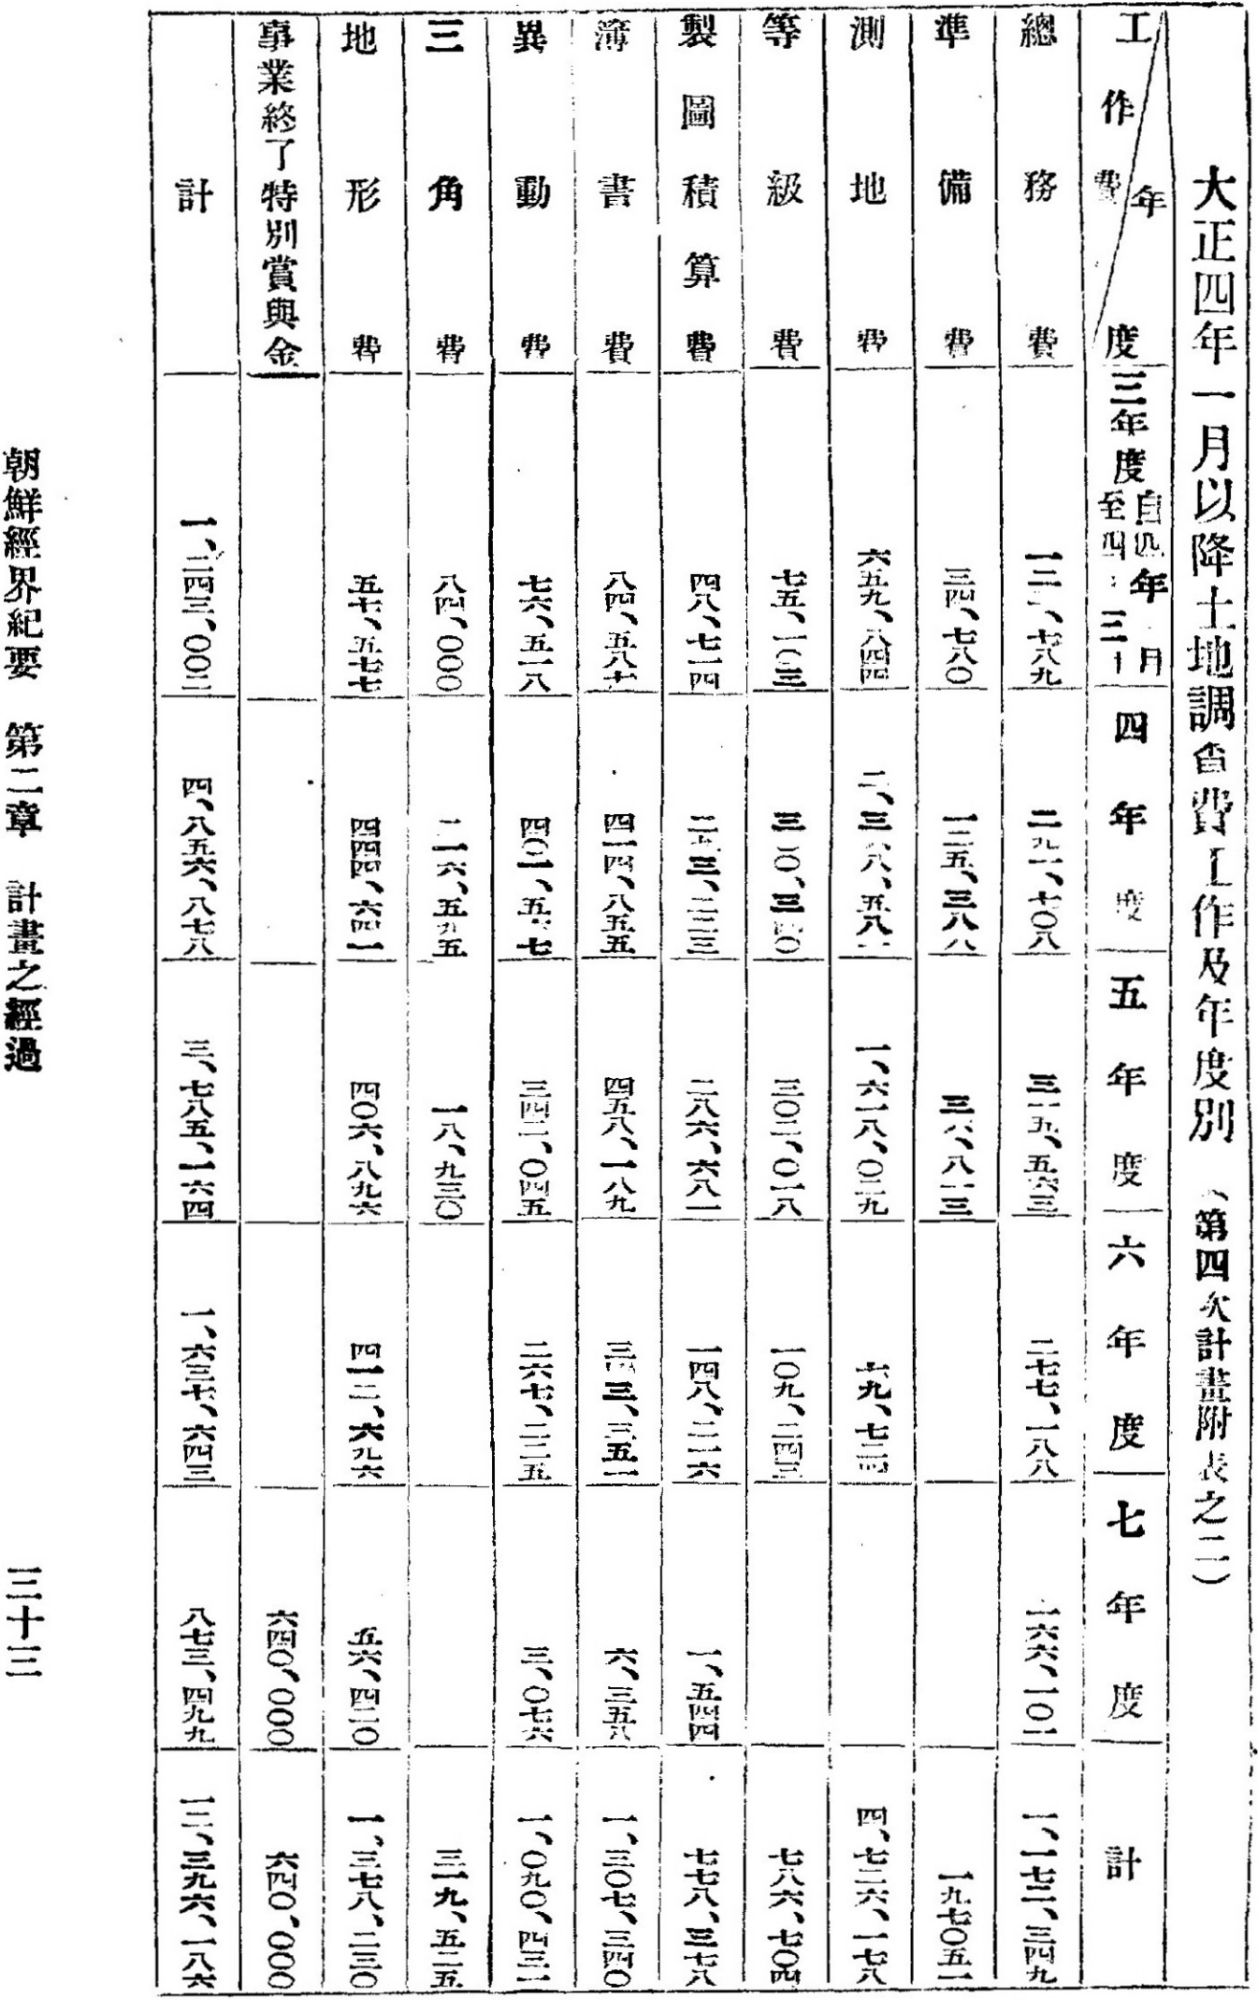 大正四年一月以降土地調査費工作及年度別 (第四次計畫附表之二)
工作費 年度 三年度 自四年一月至四、三十 四年度 五年度 六年度 七年度 計
總務費 一二一、七八九 二九一、七〇八 三一五、五六三 二七七、一八八 一六六、一〇一 一、一七二、三四九
準備費 三四、七八〇 一二五、三八八 三六、八一三 一九七〇五一
測地費 六五九、八四四 二、三七八、五八一 一、六一八、〇二九 六九、七二四 四、七二六、一七八
等級費 七五、一〇三 三〇〇、三四〇 三〇二、〇一八 一〇九、二四三 七八六、七〇四
製圖積算費 四八、七一四 二九三、二二三 二八六、六八一 一四八、二一六 一、五四四 七七八、三七八
簿書費 八四、五八七 四一四、八五五 四五八、一八九 三四三、三五一 六、三五八 一、三〇七、三四〇
異動費 七六、五一八 四〇一、五六七 三四二、〇四五 二六七、二二五 三、〇七六 一、〇九〇、四三一
三角費 八四、〇〇〇 二一六、五九五 一八、九三〇 三一九、五二五
地形費 五七、五七七 四四四、六四一 四〇六、八九六 四一二、六九六 五六、四二〇 一、三七八、二三〇
事業終了特別賞與金 六四〇、〇〇〇 六四〇、〇〇〇
計 一、二四三、〇〇二 四、八五六、八七八 三、七八五、一六四 一、六三七、六四三 八七三、四九九 一二、三九六、一八六
朝鮮經界紀要 第二章 計畫之經過 三十三